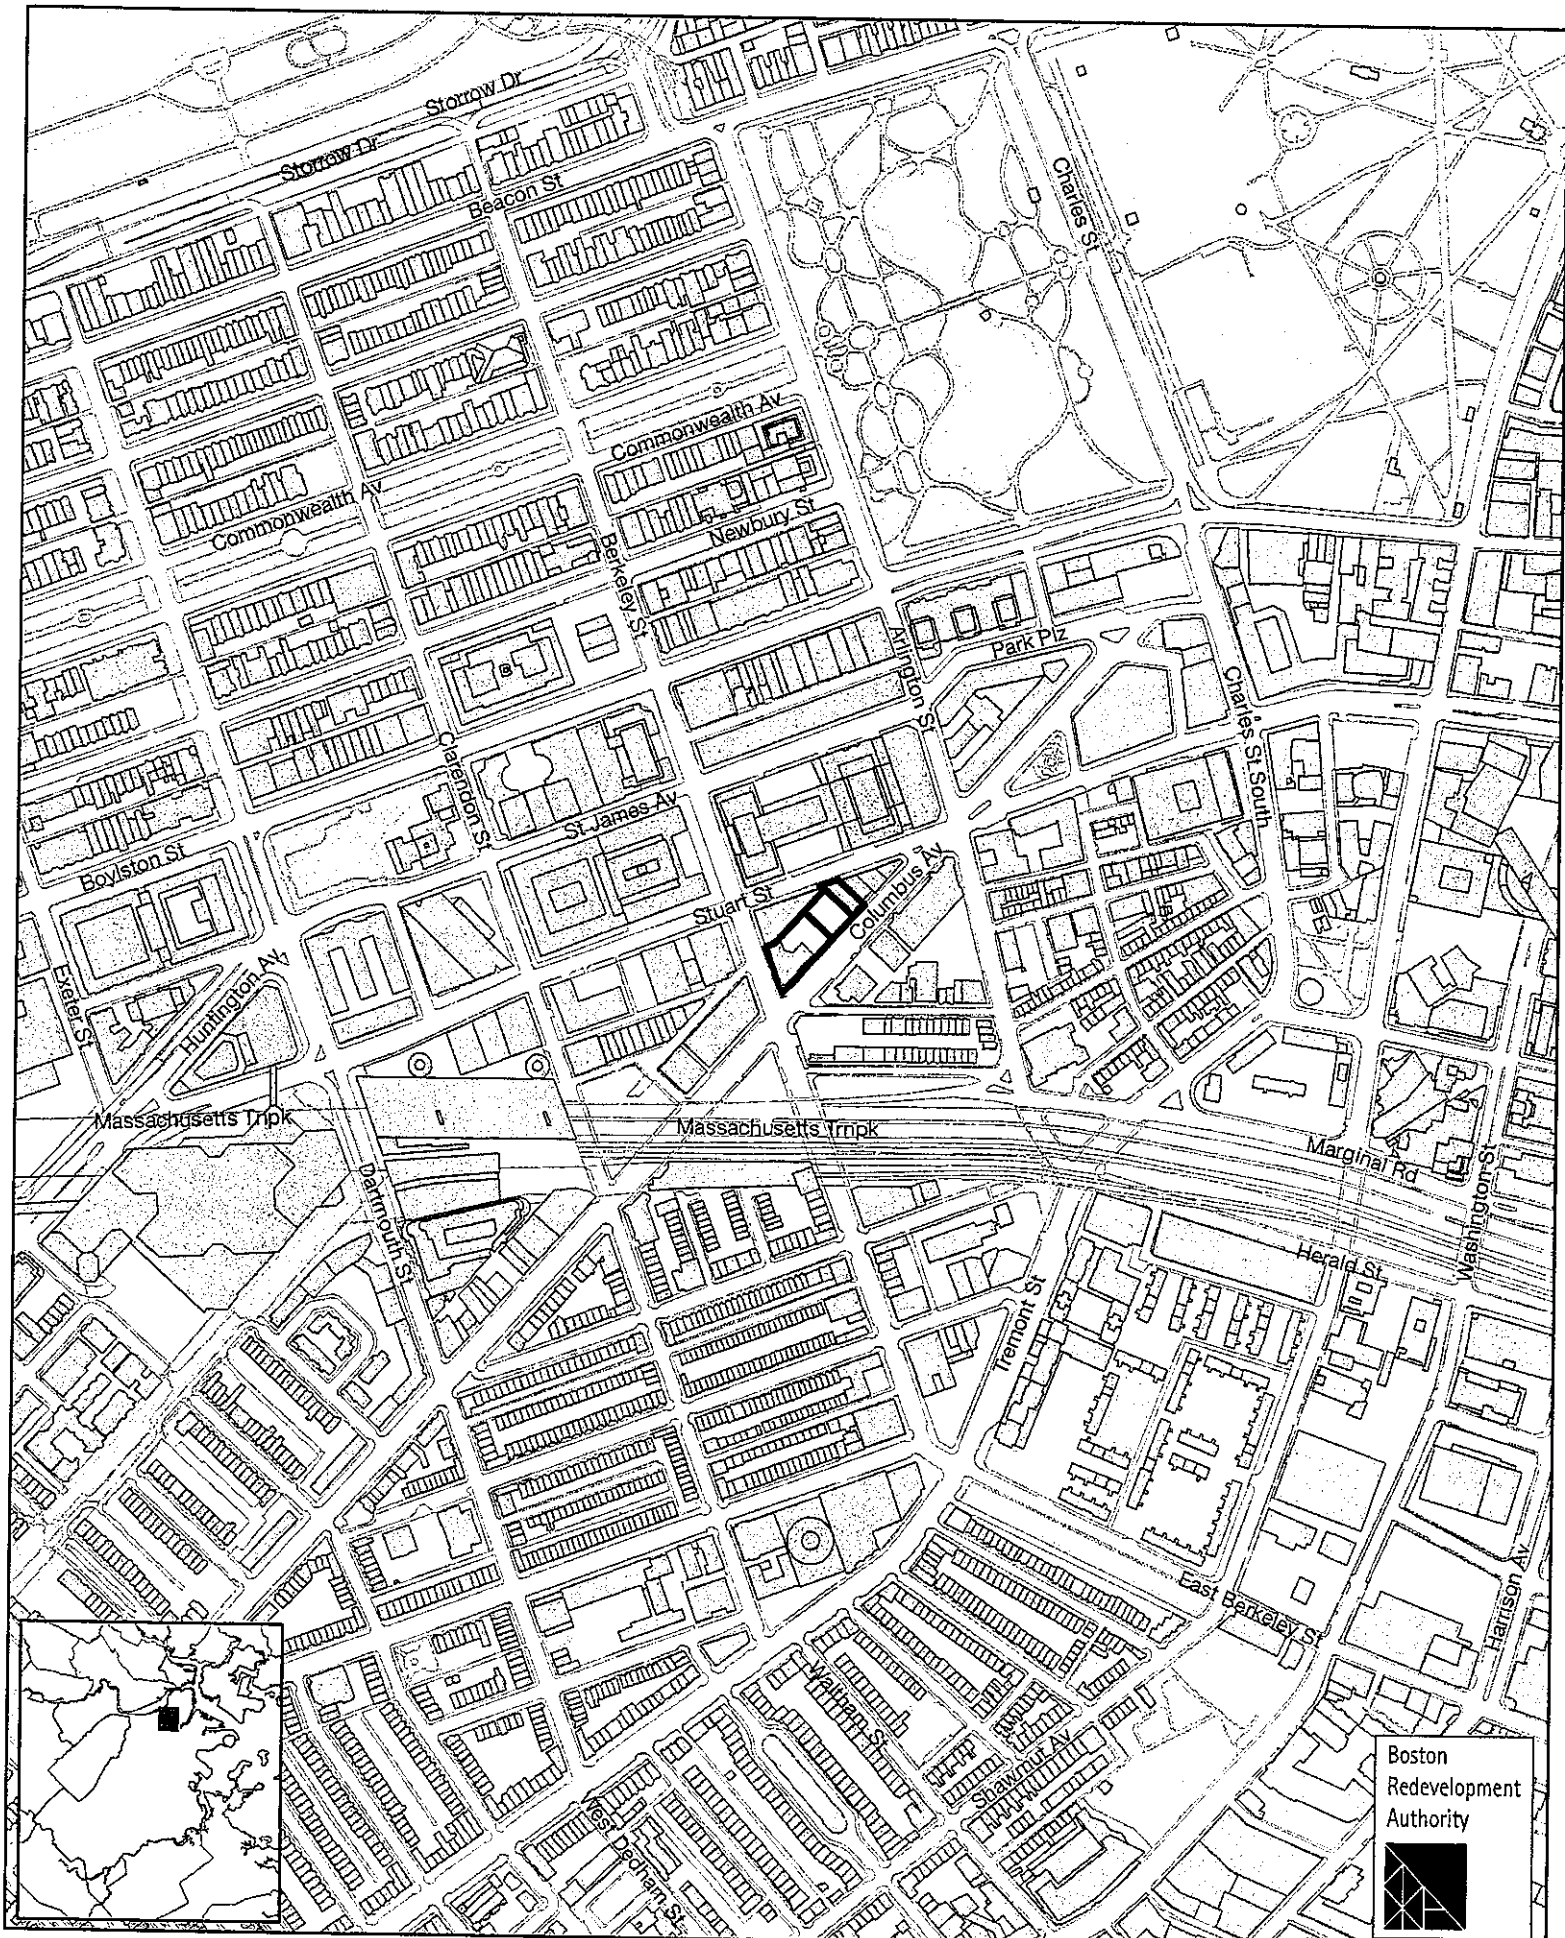 Storrow Dr
Storrow Dr
Beacon St
Charles St
Commonwealth Av
Commonwealth Av
Newbury St
Berkeley St
Arlington St
Park Plz
Charles St South
Clarendon St
St James Av
Boylston St
Stuart St
Columbus Av
Exeter St
Huntington Av
Massachusetts Tnpk
Massachusetts Trnpk
Marginal Rd
Washington St
Dartmouth St
Herald St
Tremont St
East Berkeley St
Harrison Av
Waltham St
Shawmut Av
West Dedham St
Boston
Redevelopment
Authority